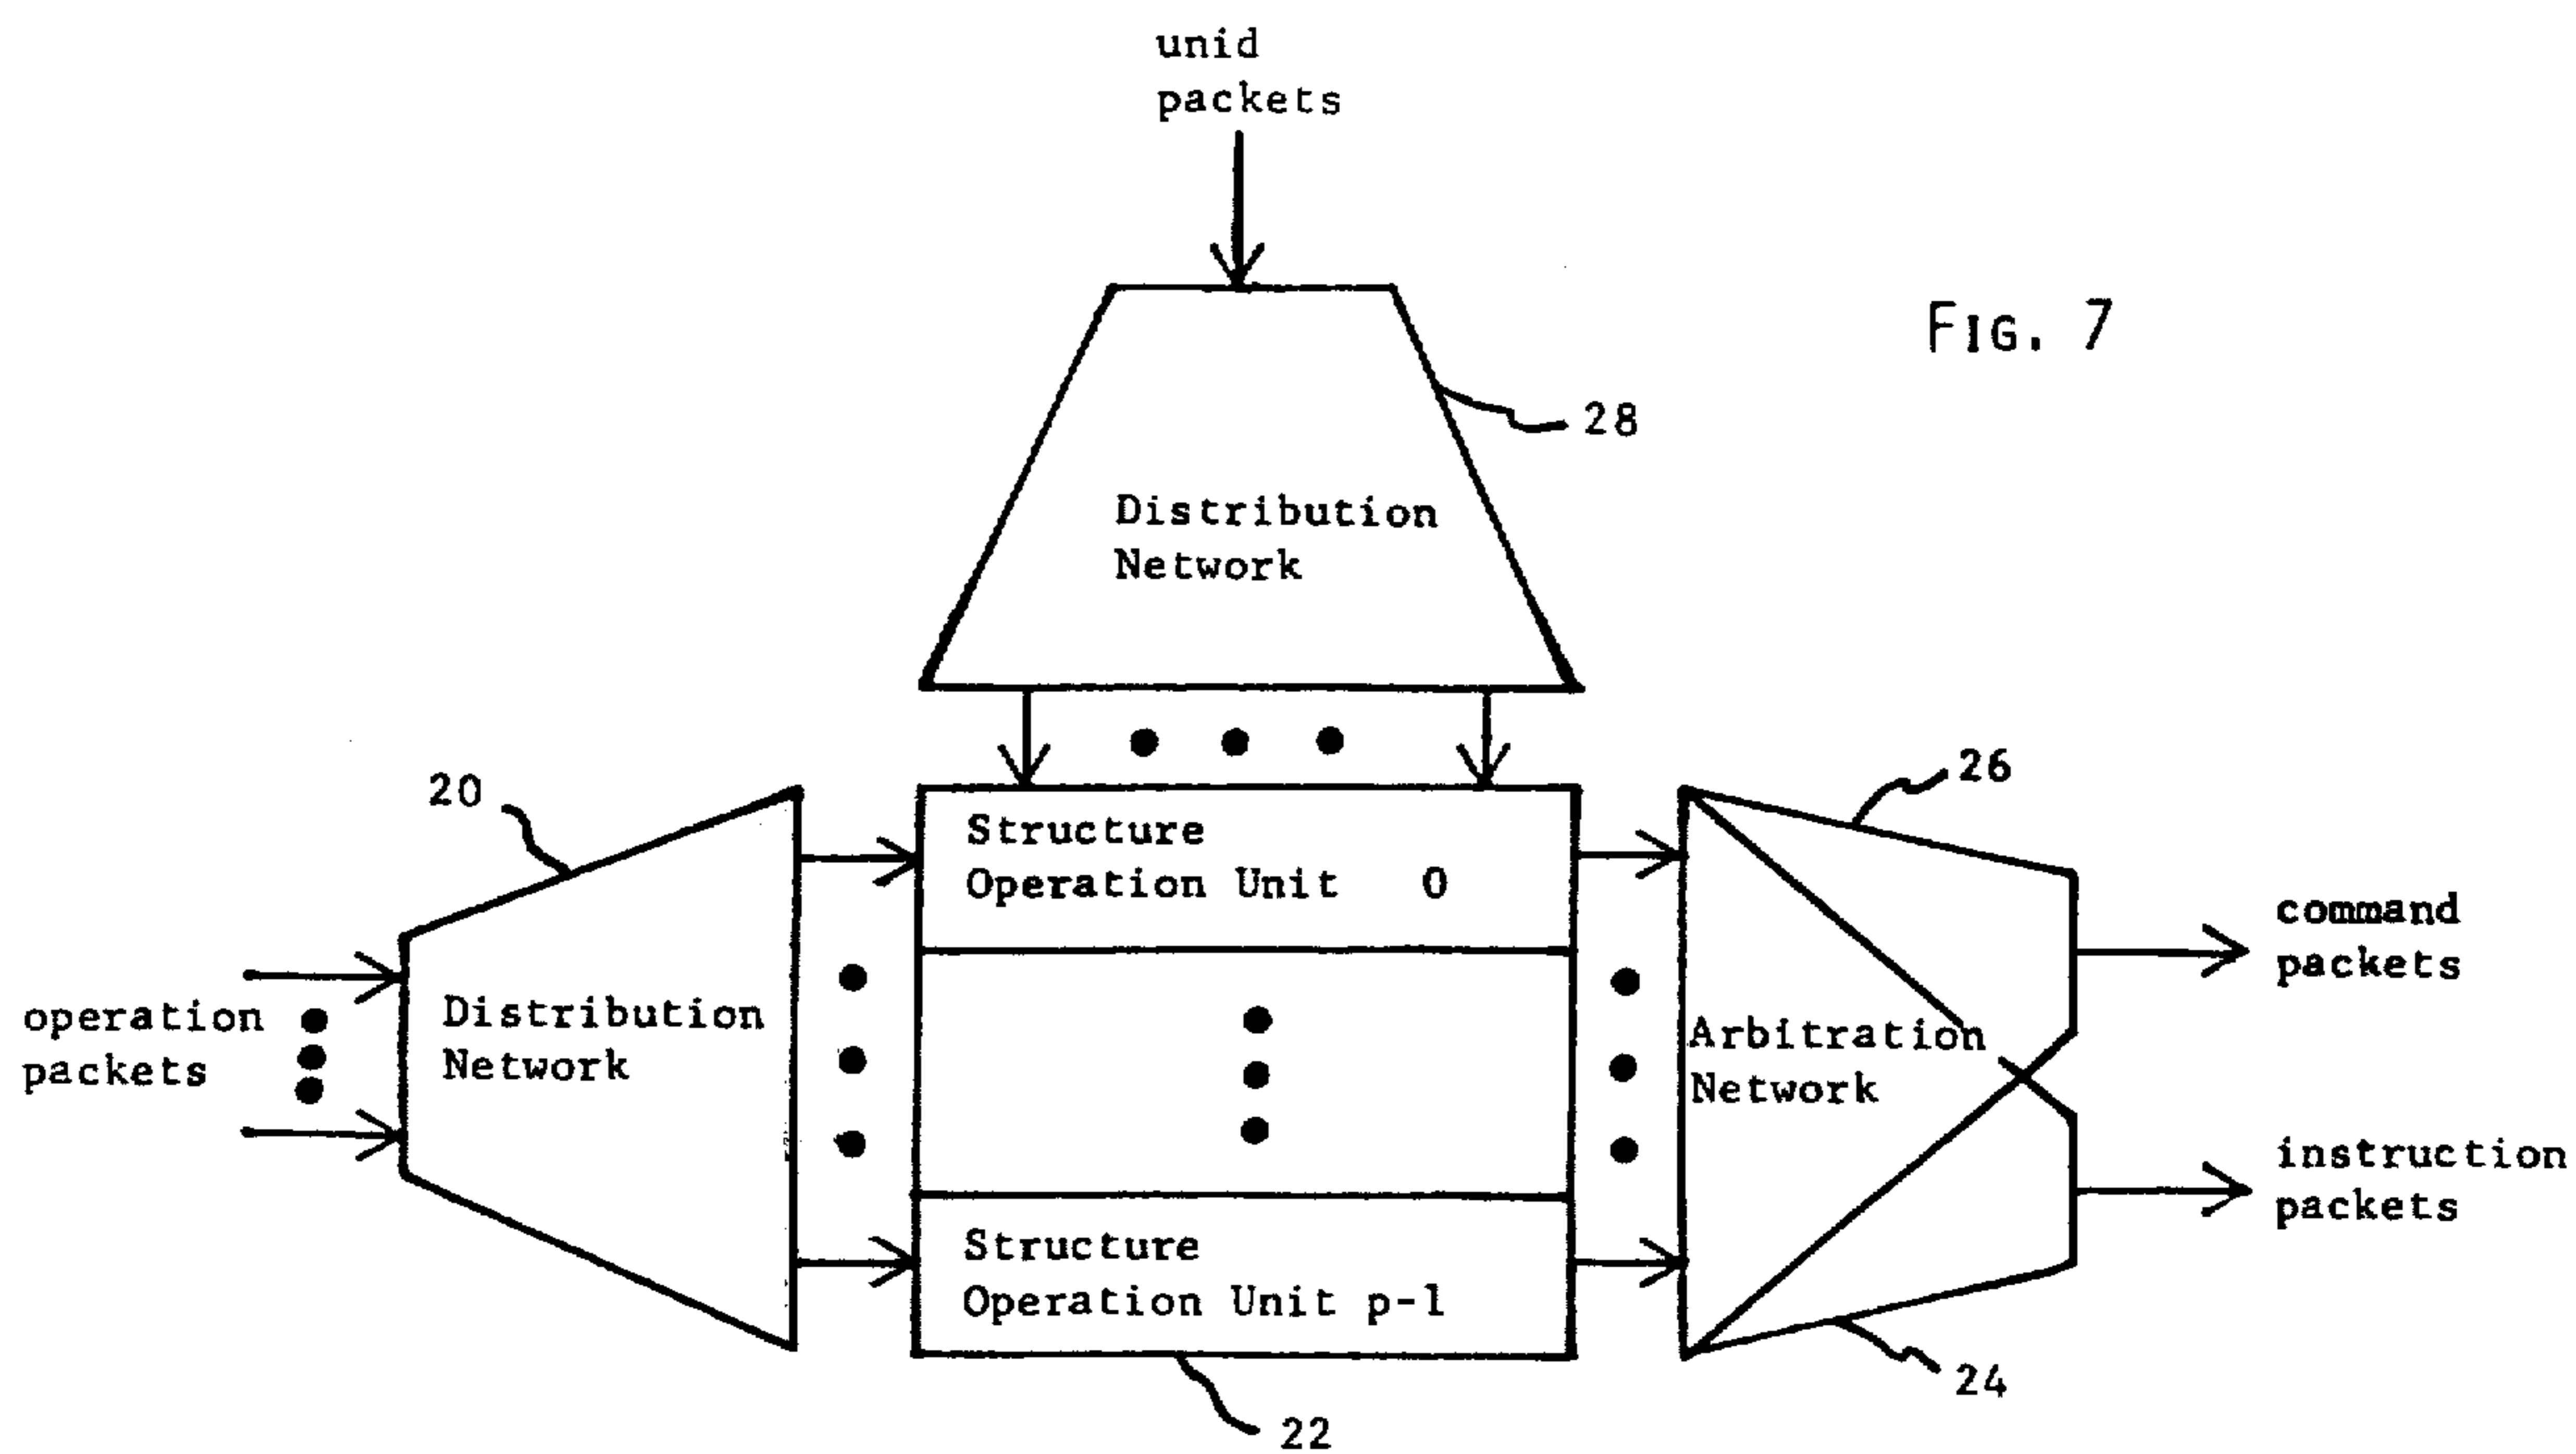 unid
packets
FIG. 7
28
Distribution
Network
20
26
Structure
Operation Unit 0
command
packets
operation
packets
Distribution
Network
Arbitration
Network
instruction
packets
Structure
Operation Unit p-1
24
22